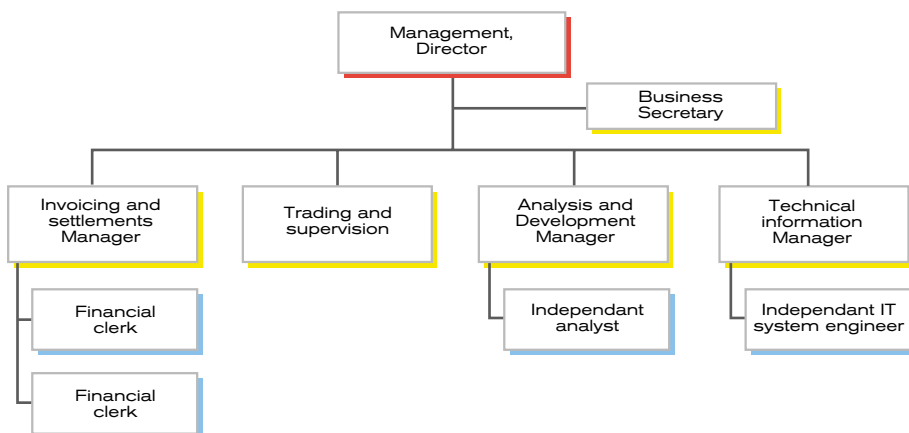 Management,
Director
Business
Secretary
Invoicing and
settlements
Manager
Trading and
supervision
Analysis and
Development
Manager
Technical
information
Manager
Financial
clerk
Independant
analyst
Independant IT
system engineer
Financial
clerk